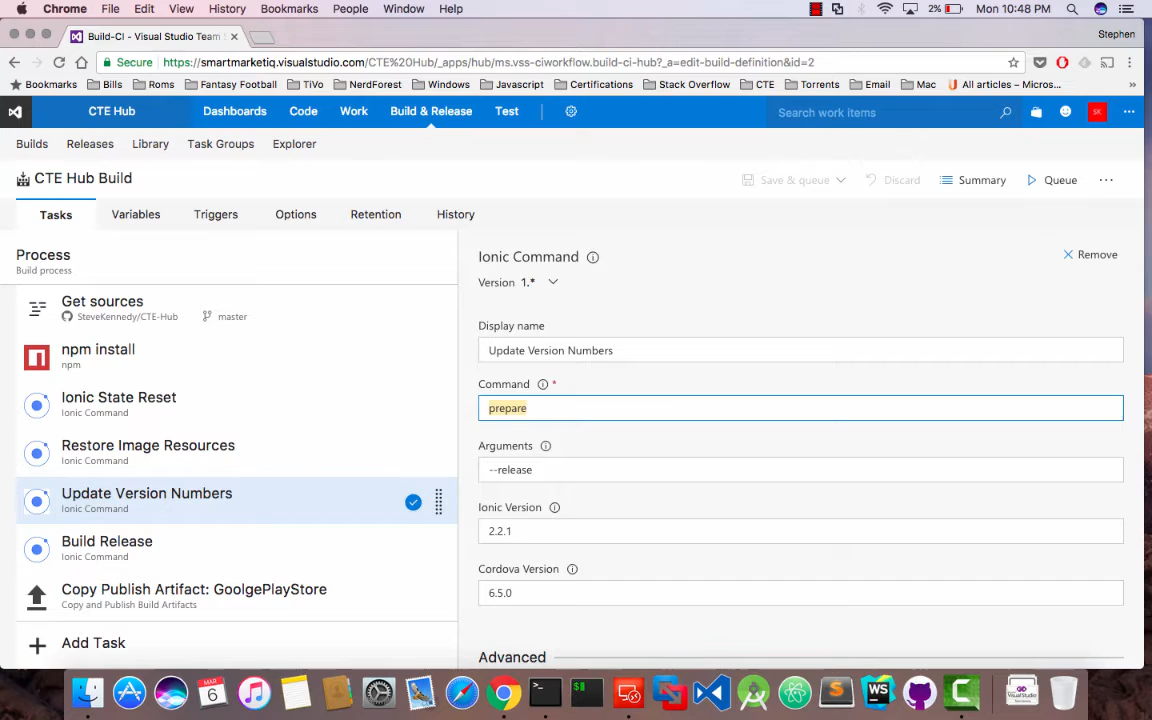 Chrome File Edit View History Bookmarks People Window Help 2% Mon 10:48 PM
Build-CI - Visual Studio Team Stephen
Secure https://smartmarketiq.visualstudio.com/CTE%20Hub/_apps/hub/ms.vss-ciworkflow.build-ci-hub?_a=edit-build-definition&id=2
Bookmarks Bills Roms Fantasy Football TiVo NerdForest Windows Javascript Certifications Stack Overflow CTE Torrents Email Mac All articles – Micros... »
CTE Hub Dashboards Code Work Build & Release Test Search work items SK
Builds Releases Library Task Groups Explorer
CTE Hub Build Save & queue Discard Summary Queue
Tasks Variables Triggers Options Retention History
Process
Build process
Get sources
SteveKennedy/CTE-Hub master
npm install
npm
Ionic State Reset
Ionic Command
Restore Image Resources
Ionic Command
Update Version Numbers
Ionic Command
Build Release
Ionic Command
Copy Publish Artifact: GoolgePlayStore
Copy and Publish Build Artifacts
Add Task
Ionic Command Remove
Version 1.*
Display name
Update Version Numbers
Command *
prepare
Arguments
--release
Ionic Version
2.2.1
Cordova Version
6.5.0
Advanced
MAR
6
WS